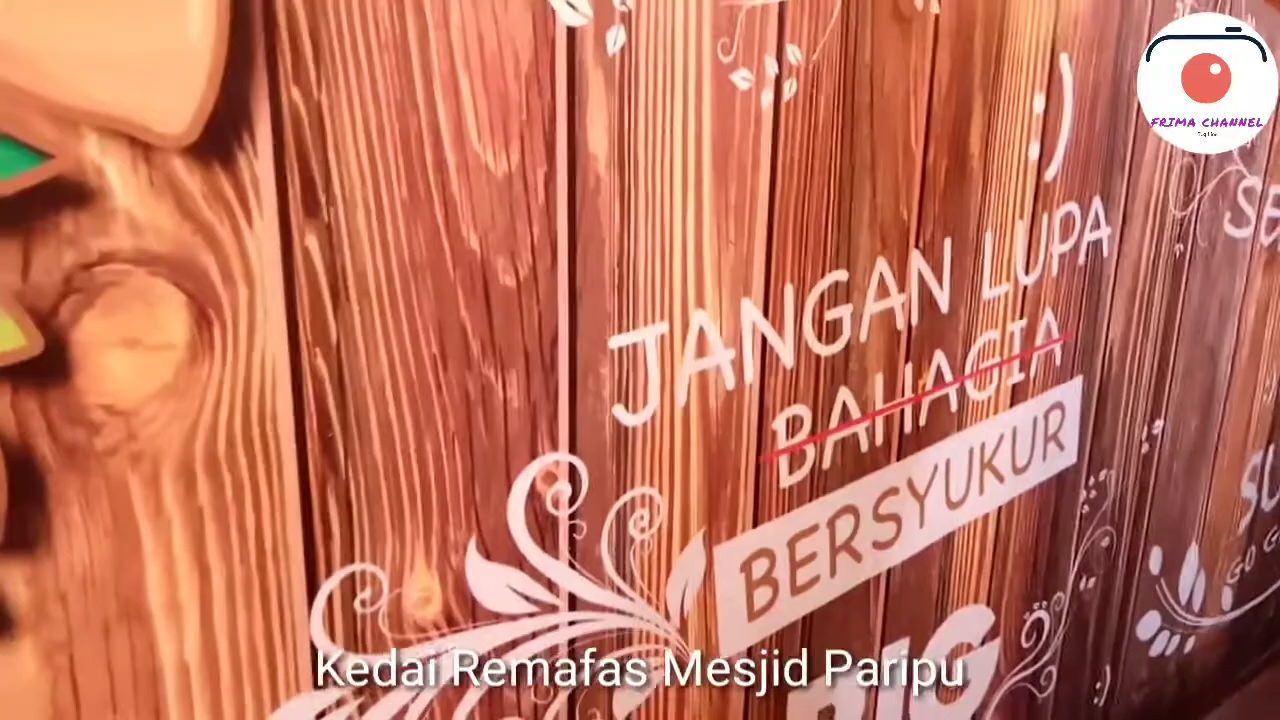 FRIMA CHANNEL
:)
JANGAN LUPA
BAHAGIA
BERSYUKUR
Kedai Remafas Mesjid Paripu